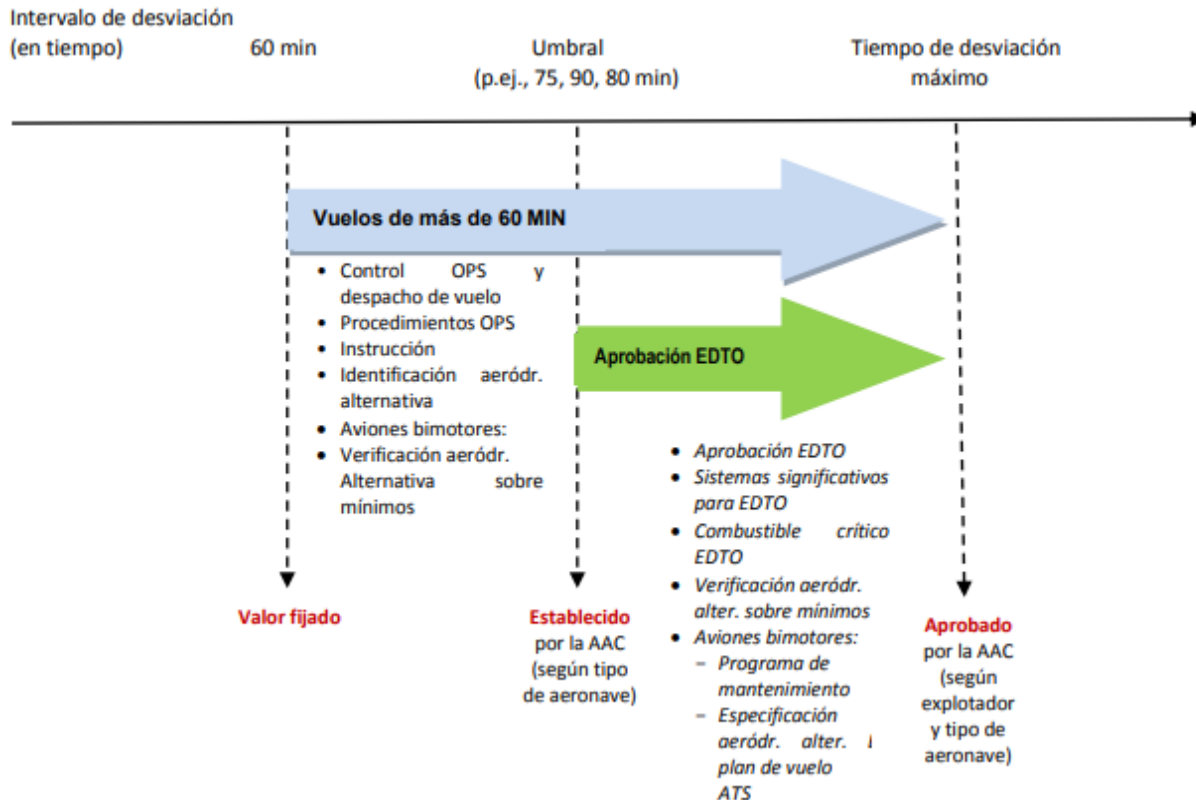 Intervalo de desviación
(en tiempo)
60 min
Umbral
(p.ej., 75, 90, 80 min)
Tiempo de desviación
máximo
Vuelos de más de 60 MIN
• Control OPS y
despacho de vuelo
• Procedimientos OPS
• Instrucción
• Identificación aeródr.
alternativa
• Aviones bimotores:
• Verificación aeródr.
Alternativa sobre
mínimos
Aprobación EDTO
• Aprobación EDTO
• Sistemas significativos
para EDTO
• Combustible crítico
EDTO
• Verificación aeródr.
alter. sobre mínimos
• Aviones bimotores:
– Programa de
mantenimiento
– Especificación
aeródr. alter.
plan de vuelo
ATS
Valor fijado
Establecido
por la AAC
(según tipo
de aeronave)
Aprobado
por la AAC
(según
explotador
y tipo de
aeronave)